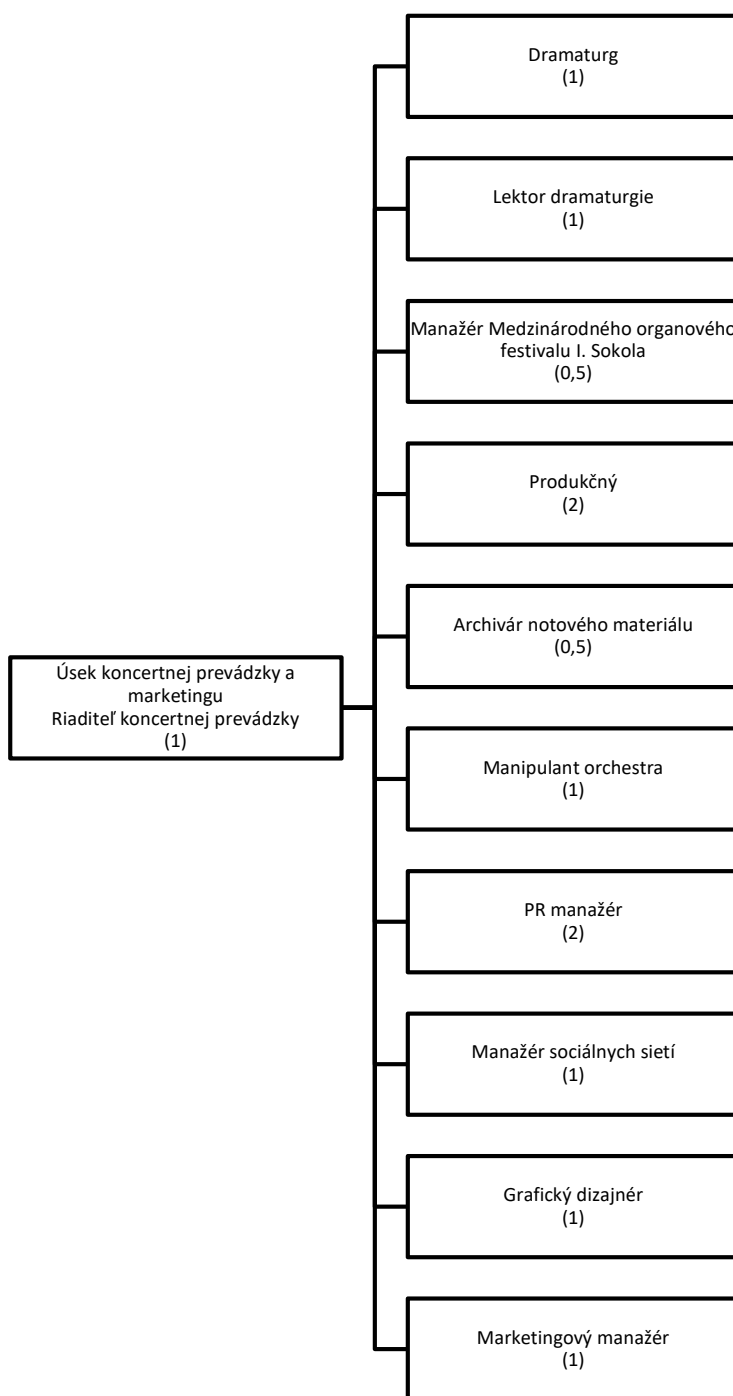 Dramaturg
(1)
Lektor dramaturgie
(1)
Manažér Medzinárodného organového
festivalu I. Sokola
(0,5)
Produkčný
(2)
Archivár notového materiálu
(0,5)
Úsek koncertnej prevádzky a
marketingu
Riaditeľ koncertnej prevádzky
(1)
Manipulant orchestra
(1)
PR manažér
(2)
Manažér sociálnych sietí
(1)
Grafický dizajnér
(1)
Marketingový manažér
(1)